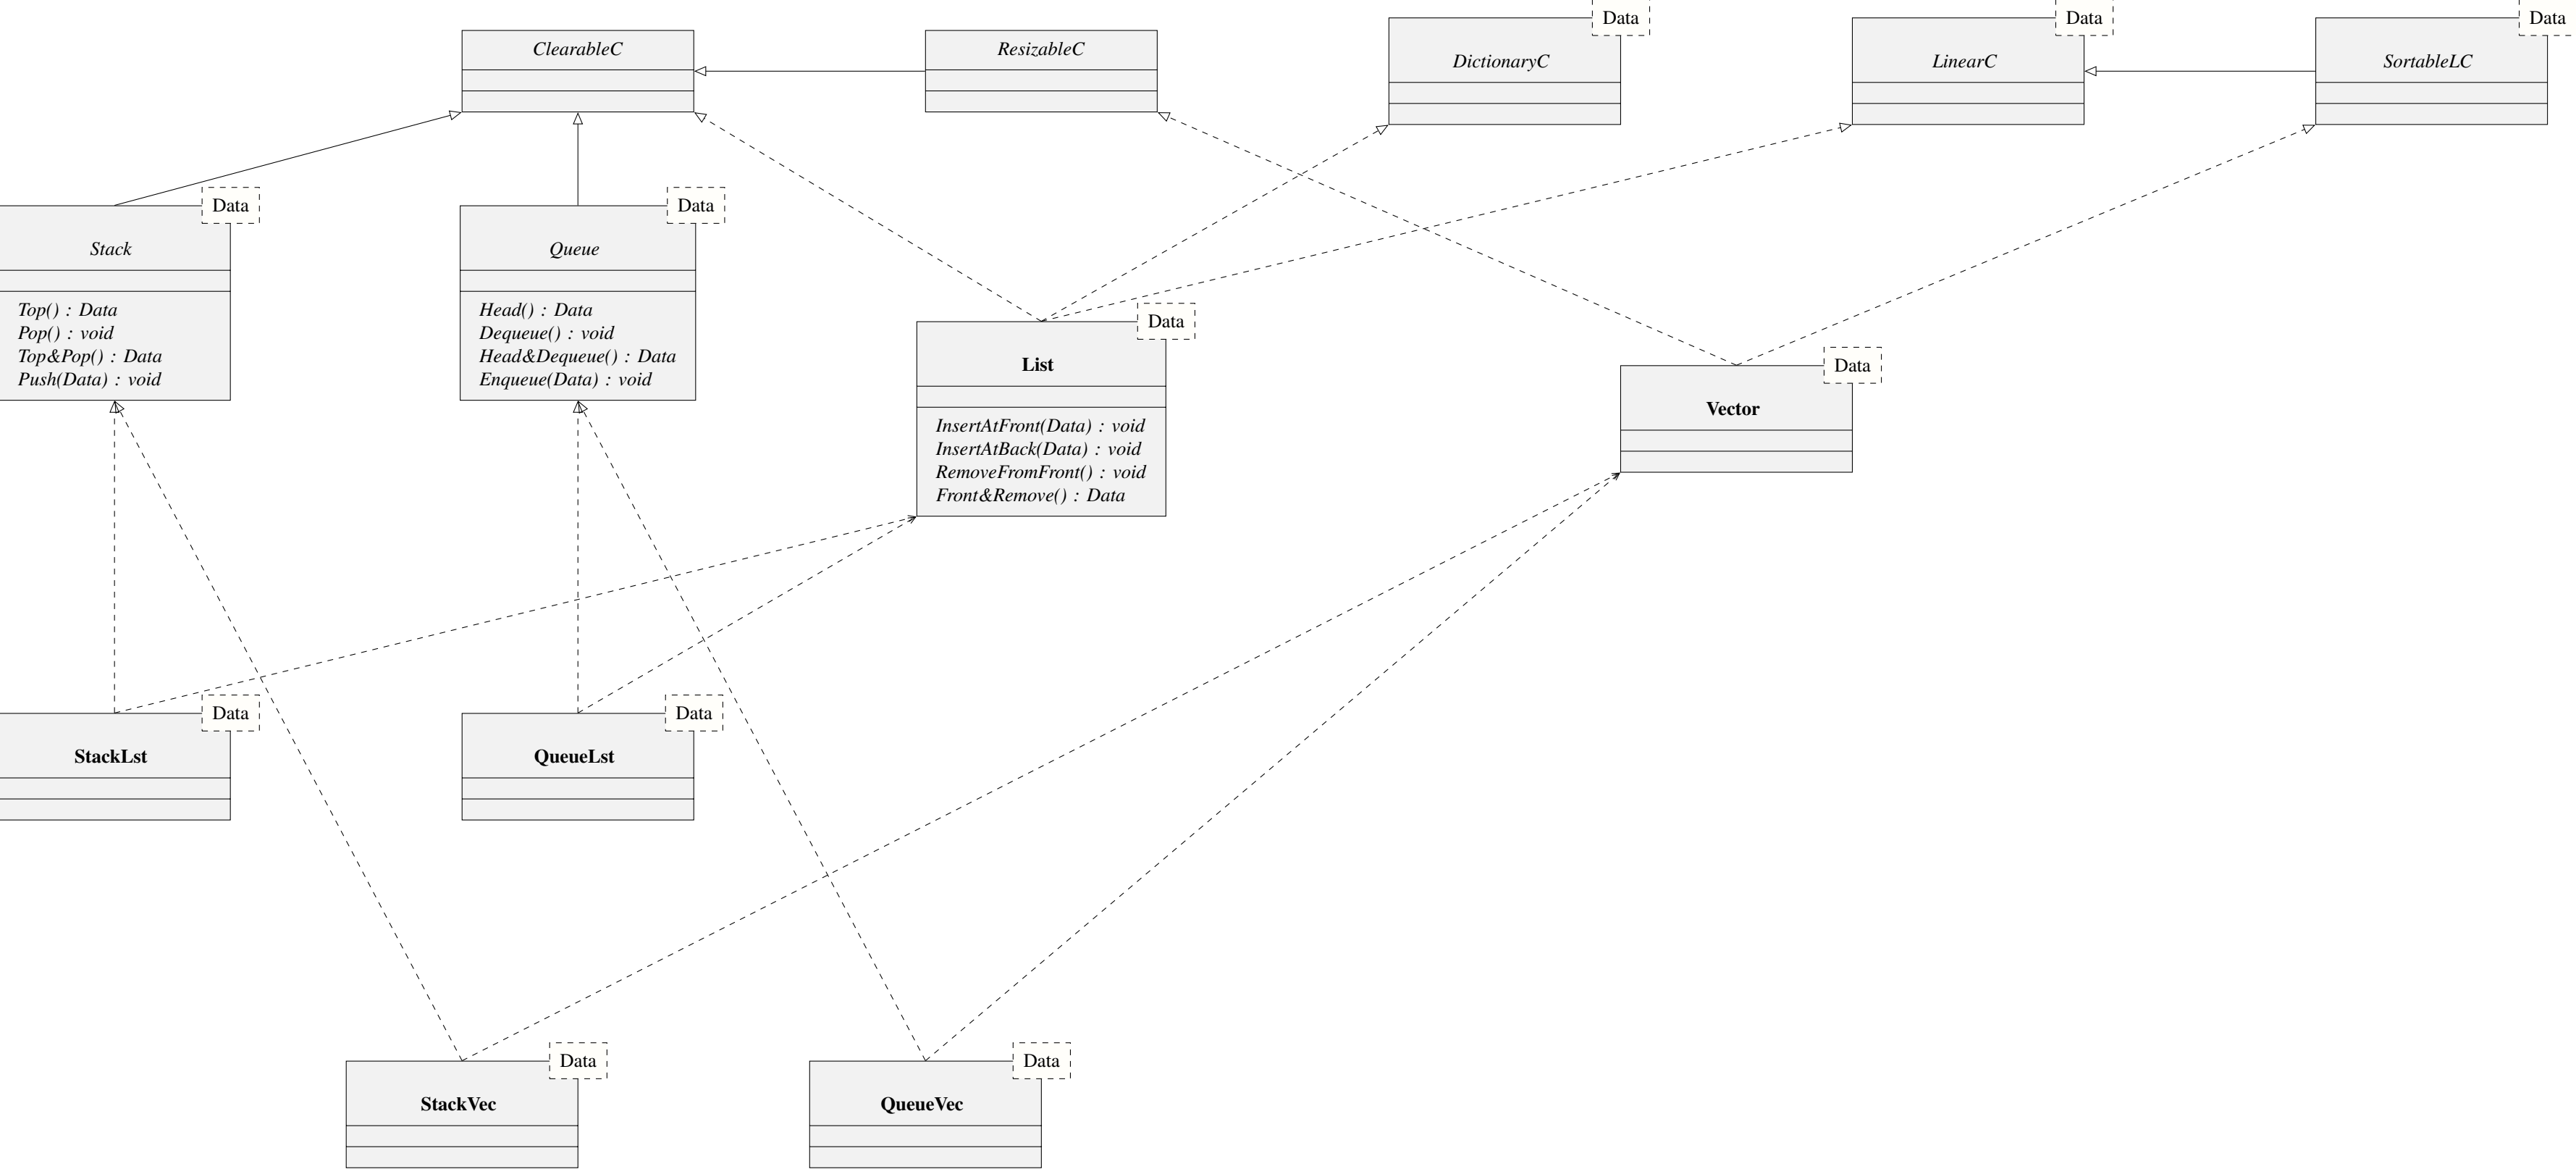 ClearableC
ResizableC
Data
DictionaryC
Data
LinearC
Data
SortableLC
Data
Stack
Top() : Data
Pop() : void
Top&Pop() : Data
Push(Data) : void
Data
Queue
Head() : Data
Dequeue() : void
Head&Dequeue() : Data
Enqueue(Data) : void
Data
List
InsertAtFront(Data) : void
InsertAtBack(Data) : void
RemoveFromFront() : void
Front&Remove() : Data
Data
Vector
Data
StackLst
Data
QueueLst
Data
StackVec
Data
QueueVec